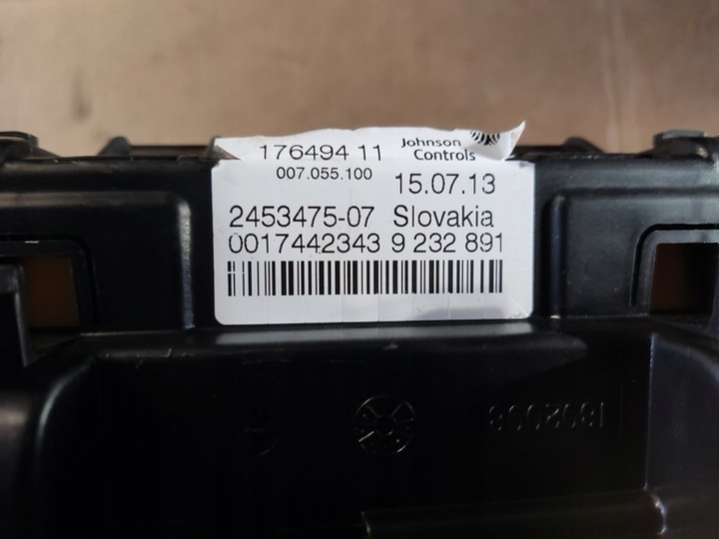 176494 11 Johnson
Controls
007.055.100
15.07.13
2453475-07 Slovakia
0017442343 9 232 891